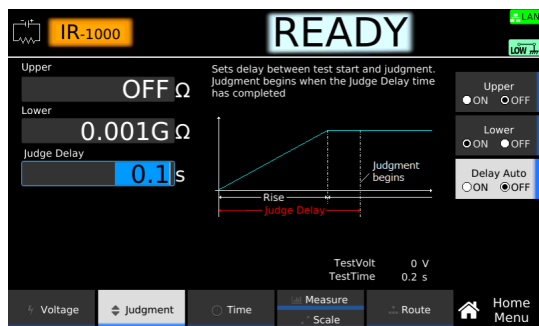 IR-1000
READY
LAN
LOW
Upper
OFF Ω
Lower
0.001G Ω
Judge Delay
0.1 s
Sets delay between test start and judgment.
Judgment begins when the Judge Delay time
has completed
Judgment
begins
Rise
Judge Delay
TestVolt 0 V
TestTime 0.2 s
Upper
ON OFF
Lower
ON OFF
Delay Auto
ON OFF
Voltage
Judgment
Time
Measure
Scale
Route
Home
Menu